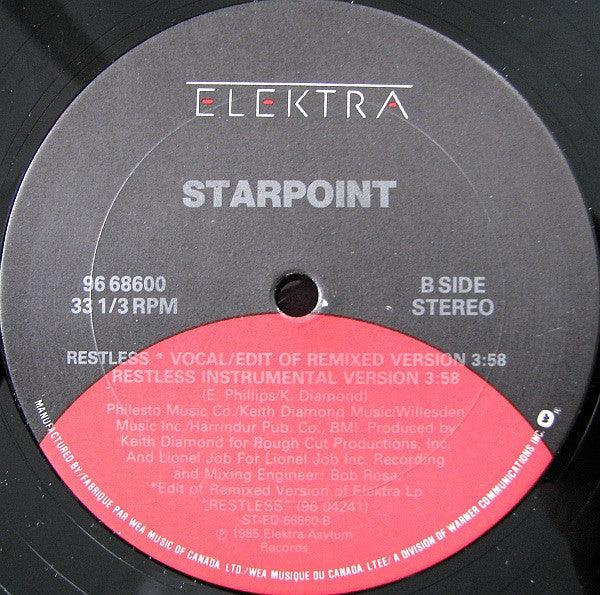 ELEKTRA
STARPOINT
96 68600
33 1/3 RPM
B SIDE
STEREO
RESTLESS * VOCAL/EDIT OF REMIXED VERSION 3:58
RESTLESS INSTRUMENTAL VERSION 3:58
(E. Phillips/K. Diamond)
Philesto Music Co./Keith Diamond Music/Willesden
Music Inc./Harrindur Pub. Co., BMI. Produced by
Keith Diamond for Rough Cut Productions, Inc.
And Lionel Job For Lionel Job Inc. Recording
and Mixing Engineer: Bob Rosa.
*Edit of Remixed Version of Elektra Lp
"RESTLESS" (96 04241)
ST-ED-66860-B
℗ 1985 Elektra Asylum
Records
MANUFACTURED BY/FABRIQUE PAR WEA MUSIC OF CANADA, LTD./WEA MUSIQUE DU CANADA, LTEE/ A DIVISION OF WARNER COMMUNICATIONS INC.